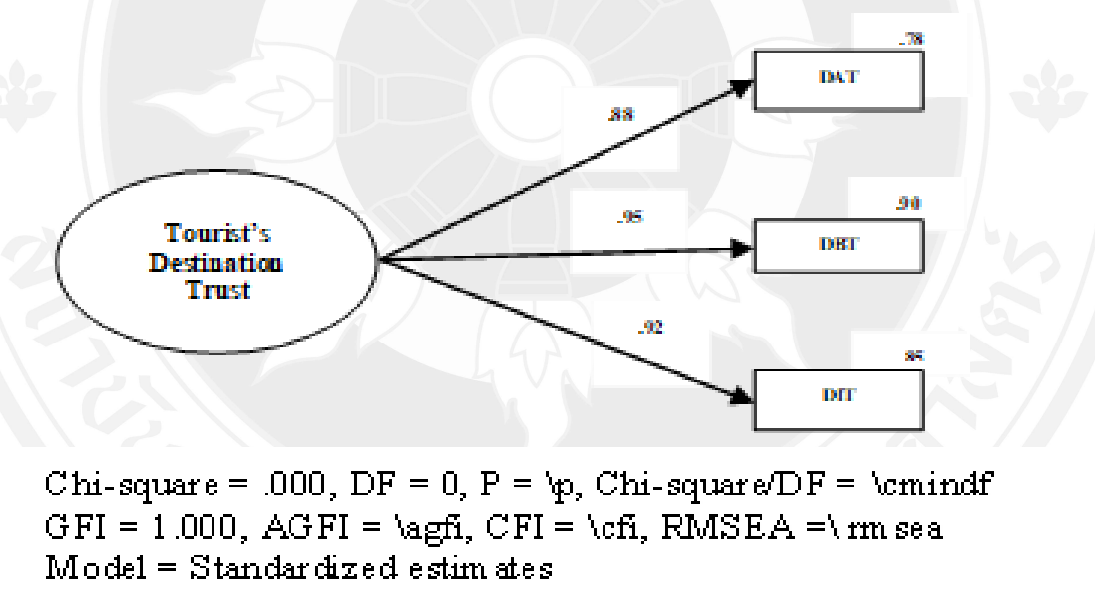 .78
DAT
.88
.90
.95
DBT
Tourist's
Destination
Trust
.92
.85
DIT
Chi-square = .000, DF = 0, P = \p, Chi-square/DF = \cmindf
GFI = 1.000, AGFI = \agfi, CFI = \cfi, RMSEA =\ rmsea
Model = Standardized estimates